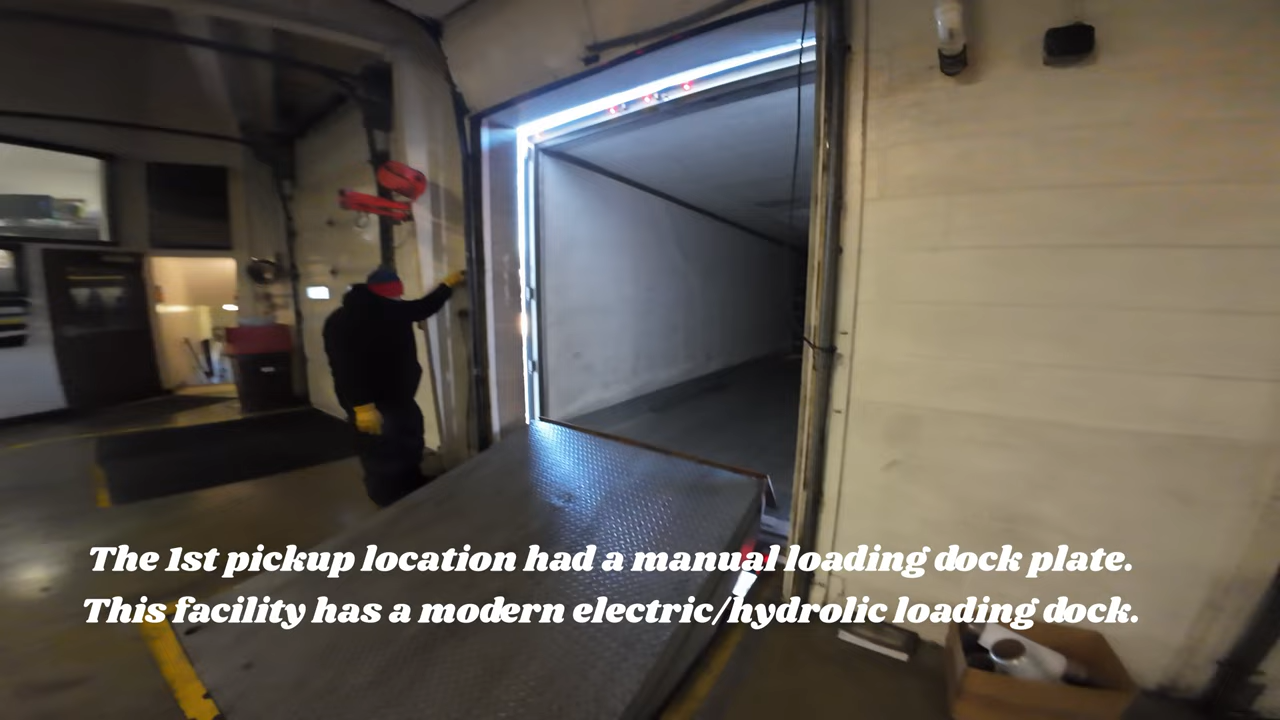 The 1st pickup location had a manual loading dock plate.
This facility has a modern electric/hydrolic loading dock.